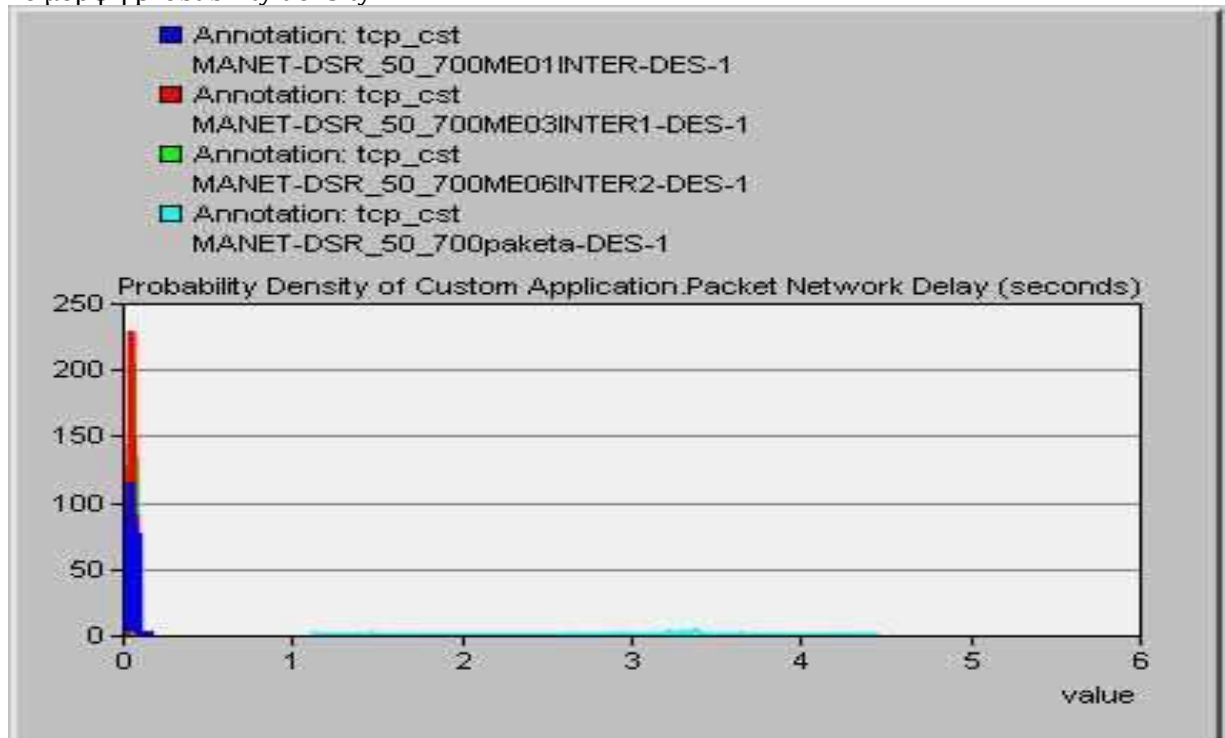 probability density
Annotation: tcp_cst
MANET-DSR_50_700ME01INTER-DES-1
Annotation: tcp_cst
MANET-DSR_50_700ME03INTER1-DES-1
Annotation: tcp_cst
MANET-DSR_50_700ME06INTER2-DES-1
Annotation: tcp_cst
MANET-DSR_50_700paketa-DES-1
Probability Density of Custom Application.Packet Network Delay (seconds)
250
200
150
100
50
0
0 1 2 3 4 5 6
value